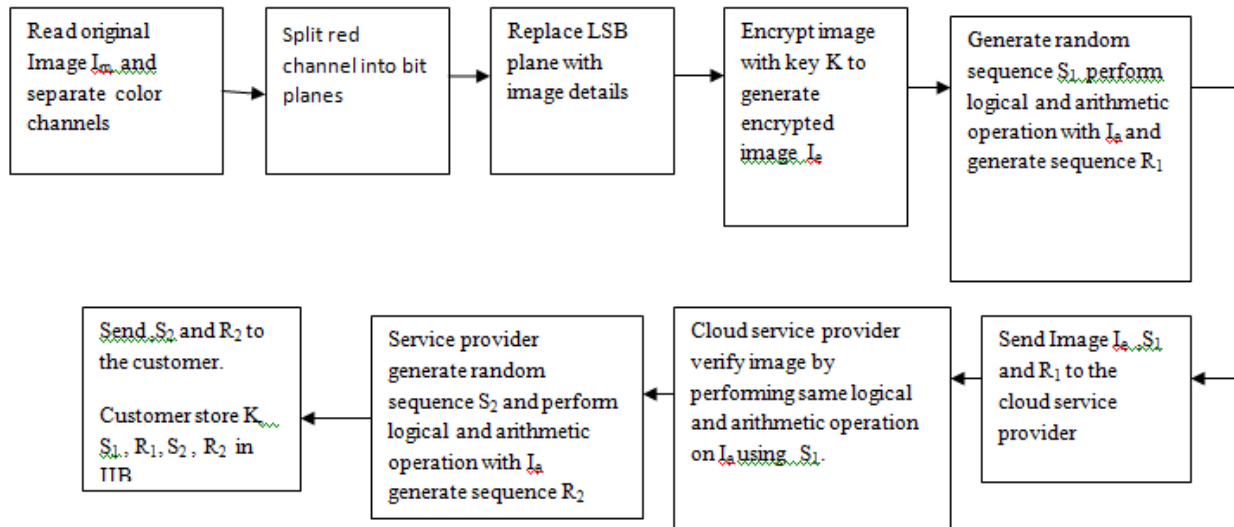 Read original
Image Iₘ and
separate color
channels
Split red
channel into bit
planes
Replace LSB
plane with
image details
Encrypt image
with key K to
generate
encrypted
image Iₑ
Generate random
sequence S₁ perform
logical and arithmetic
operation with Iₑ and
generate sequence R₁
Send Image Iₑ ,S₁
and R₁ to the
cloud service
provider
Cloud service provider
verify image by
performing same logical
and arithmetic operation
on Iₑ using S₁.
Service provider
generate random
sequence S₂ and perform
logical and arithmetic
operation with Iₑ
generate sequence R₂
Send ,S₂ and R₂ to
the customer.
Customer store K,
S₁ , R₁, S₂ , R₂ in